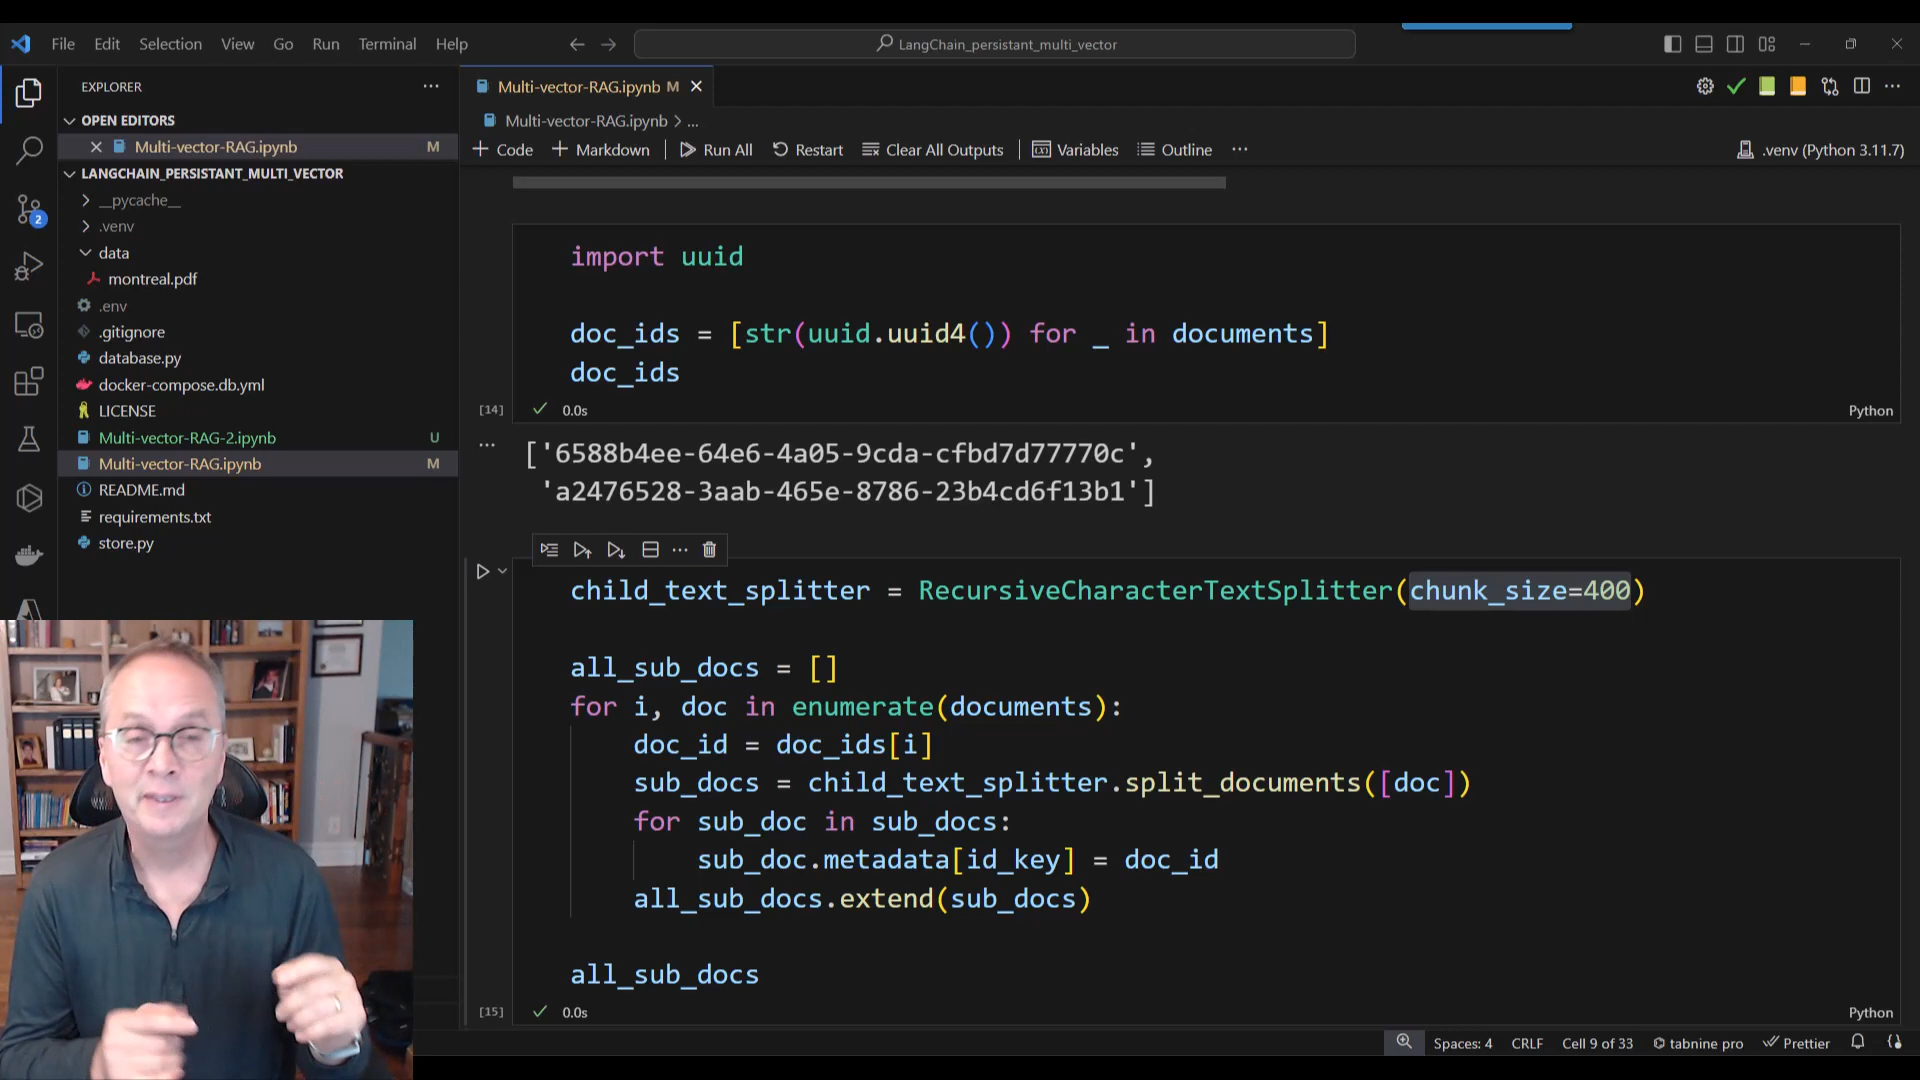 File Edit Selection View Go Run Terminal Help
LangChain_persistant_multi_vector
EXPLORER
OPEN EDITORS
Multi-vector-RAG.ipynb M
LANGCHAIN_PERSISTANT_MULTI_VECTOR
__pycache__
.venv
data
montreal.pdf
.env
.gitignore
database.py
docker-compose.db.yml
LICENSE
Multi-vector-RAG-2.ipynb U
Multi-vector-RAG.ipynb M
README.md
requirements.txt
store.py
2
Multi-vector-RAG.ipynb M
Multi-vector-RAG.ipynb > ...
Code Markdown Run All Restart Clear All Outputs Variables Outline ... .venv (Python 3.11.7)
import uuid
doc_ids = [str(uuid.uuid4()) for _ in documents]
doc_ids
[14] 0.0s Python
['6588b4ee-64e6-4a05-9cda-cfbd7d77770c',
'a2476528-3aab-465e-8786-23b4cd6f13b1']
child_text_splitter = RecursiveCharacterTextSplitter(chunk_size=400)
all_sub_docs = []
for i, doc in enumerate(documents):
doc_id = doc_ids[i]
sub_docs = child_text_splitter.split_documents([doc])
for sub_doc in sub_docs:
sub_doc.metadata[id_key] = doc_id
all_sub_docs.extend(sub_docs)
all_sub_docs
[15] 0.0s Python
Spaces: 4 CRLF Cell 9 of 33 tabnine pro Prettier